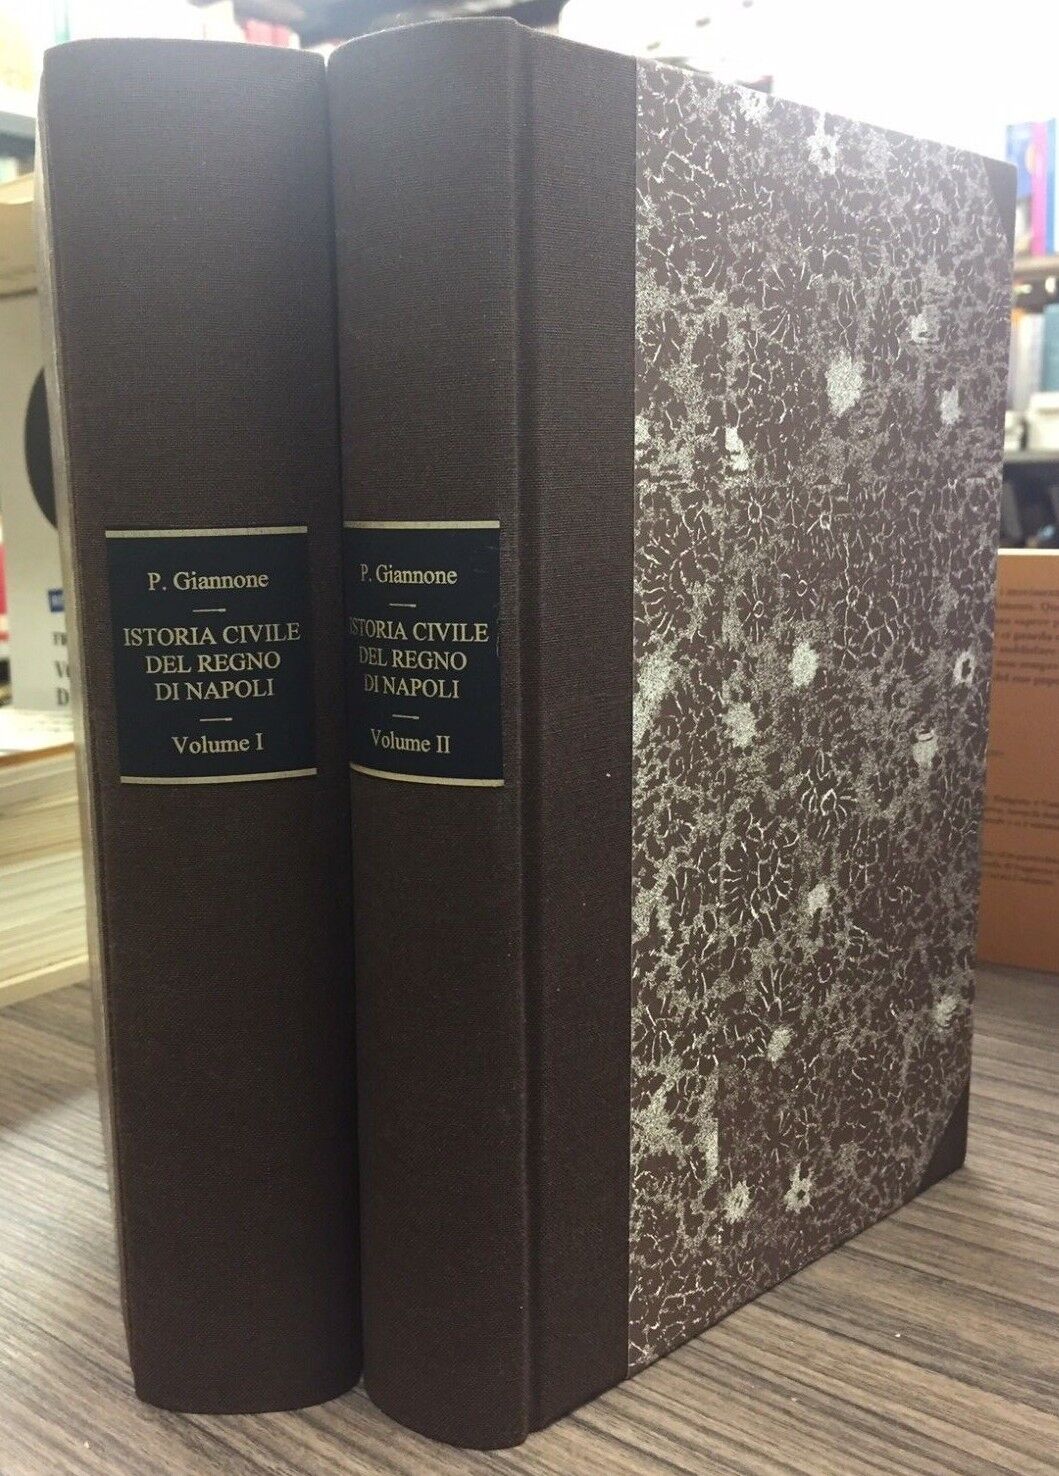 P. Giannone
ISTORIA CIVILE
DEL REGNO
DI NAPOLI
Volume I
P. Giannone
ISTORIA CIVILE
DEL REGNO
DI NAPOLI
Volume II